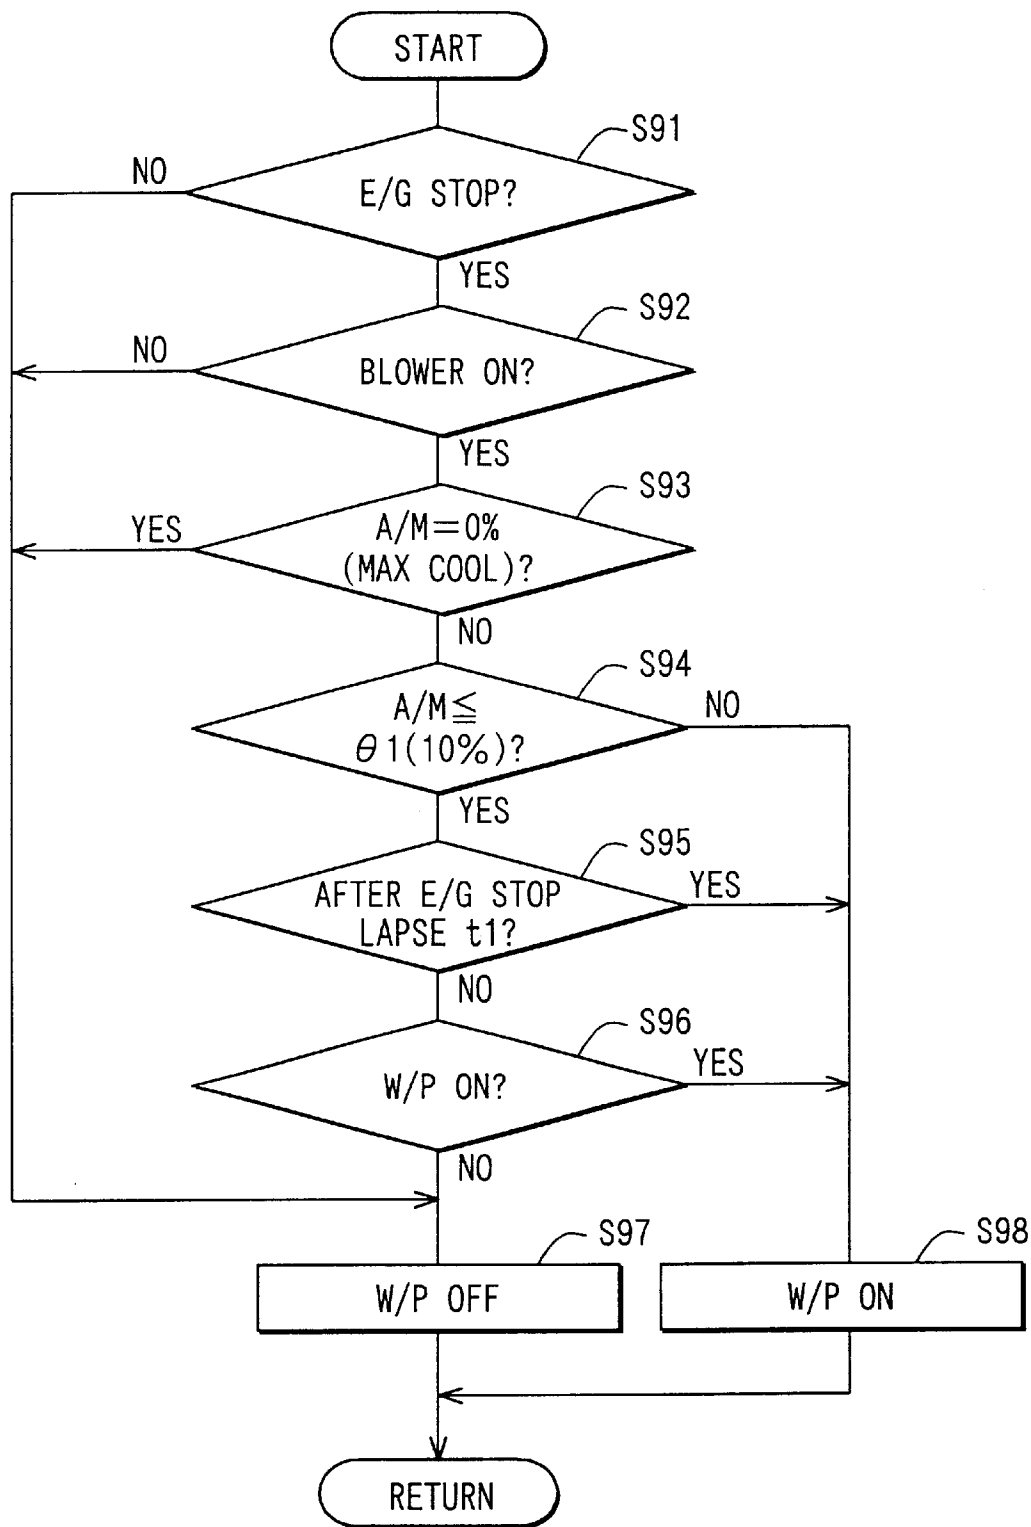 START
S91
NO
E/G STOP?
YES
S92
NO
BLOWER ON?
YES
S93
YES
A/M=0%
(MAX COOL)?
NO
S94
NO
A/M≦
θ1(10%)?
YES
S95
YES
AFTER E/G STOP
LAPSE t1?
NO
S96
YES
W/P ON?
NO
S97
S98
W/P OFF
W/P ON
RETURN